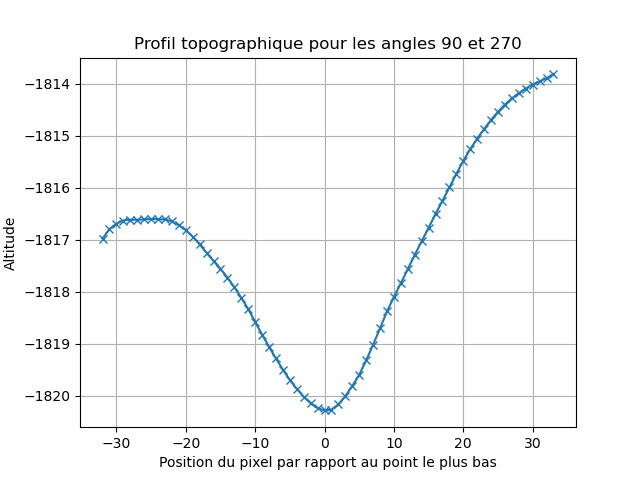 Profil topographique pour les angles 90 et 270
−1814
−1815
−1816
−1817
−1818
−1819
−1820
Altitude
−30 −20 −10 0 10 20 30
Position du pixel par rapport au point le plus bas